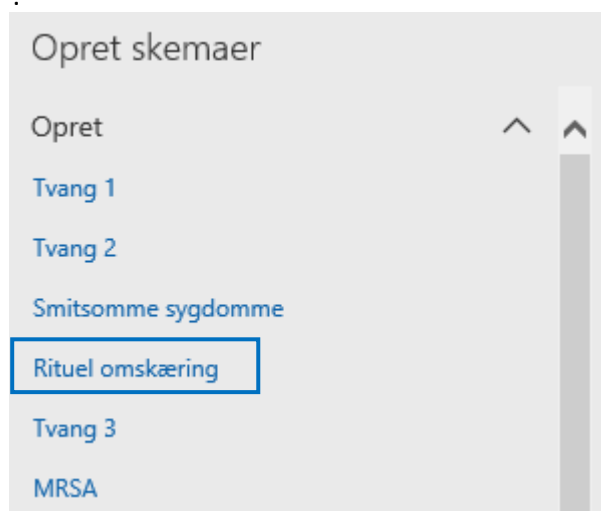 Opret skemaer
Opret
Tvang 1
Tvang 2
Smitsomme sygdomme
Rituel omskæring
Tvang 3
MRSA